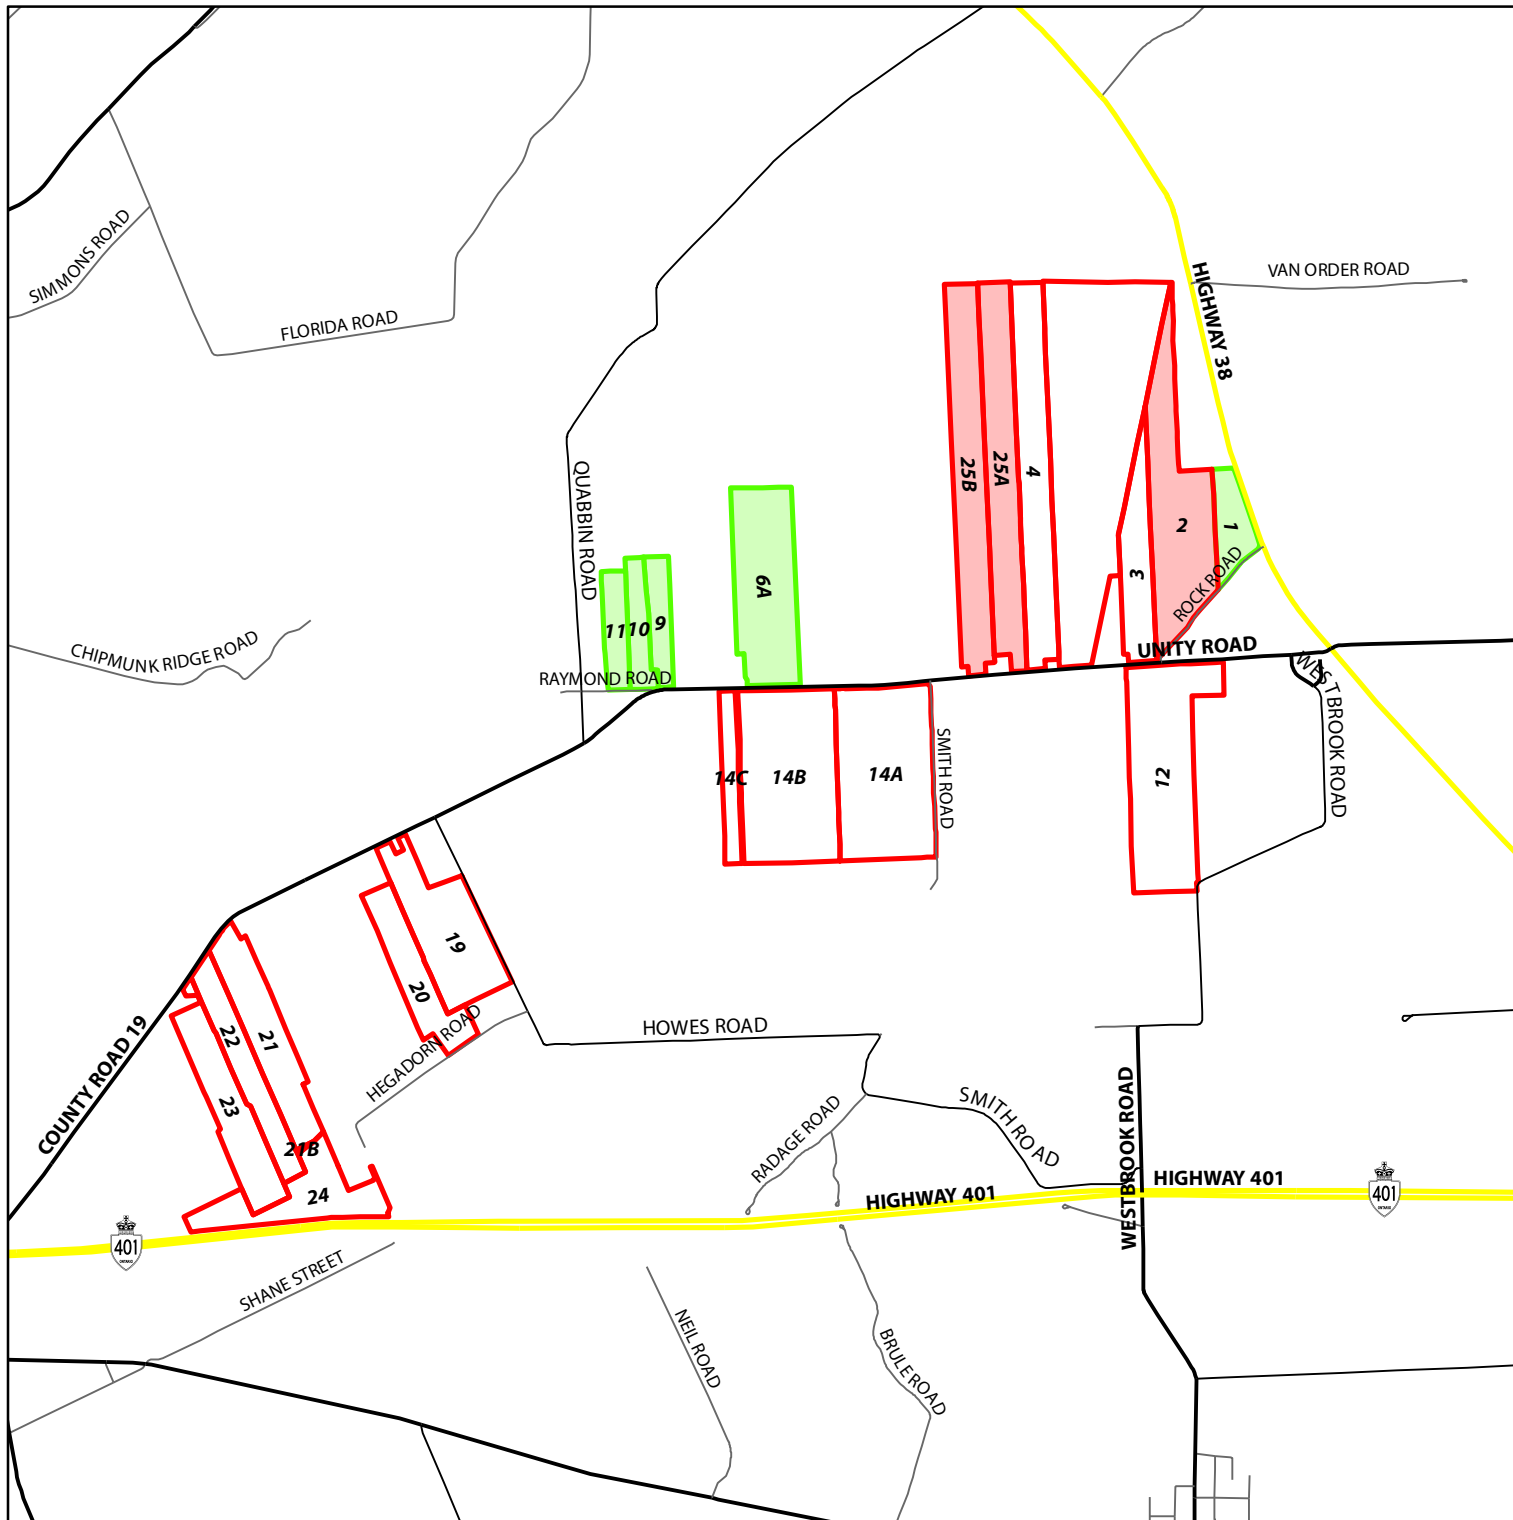 SIMMONS ROAD
FLORIDA ROAD
VAN ORDER ROAD
HIGHWAY 38
QUABBIN ROAD
25B
25A
4
2
1
3
6A
ROCK ROAD
11
10
9
CHIPMUNK RIDGE ROAD
RAYMOND ROAD
UNITY ROAD
WESTBROOK ROAD
14C
14B
14A
SMITH ROAD
12
19
20
HEGADORN ROAD
HOWES ROAD
COUNTY ROAD 19
22
21
23
21B
24
RADAGE ROAD
SMITH ROAD
WESTBROOK ROAD
HIGHWAY 401
HIGHWAY 401
401
ONTARIO
401
ONTARIO
SHANE STREET
NEIL ROAD
BRULE ROAD